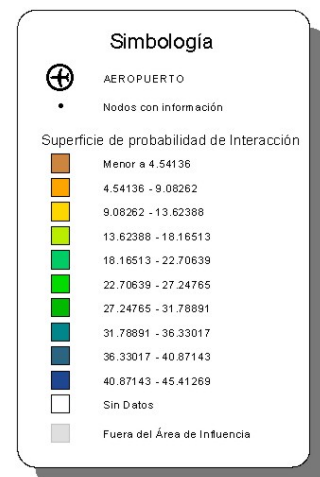 Simbología
AEROPUERTO
Nodos con información
Superficie de probabilidad de Interacción
Menor a 4.54136
4.54136 - 9.08262
9.08262 - 13.62388
13.62388 - 18.16513
18.16513 - 22.70639
22.70639 - 27.24765
27.24765 - 31.78891
31.78891 - 36.33017
36.33017 - 40.87143
40.87143 - 45.41269
Sin Datos
Fuera del Área de Influencia